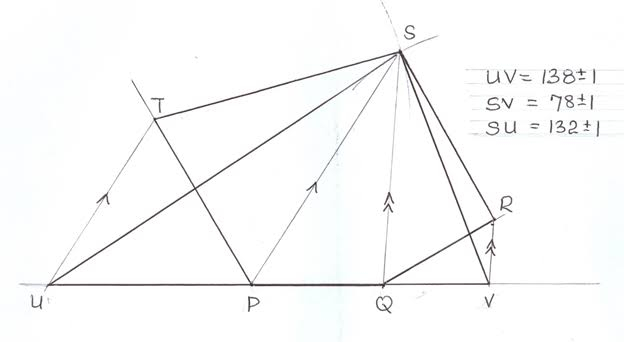 S
UV = 138±1
SV = 78±1
SU = 132±1
T
R
U
P
Q
V